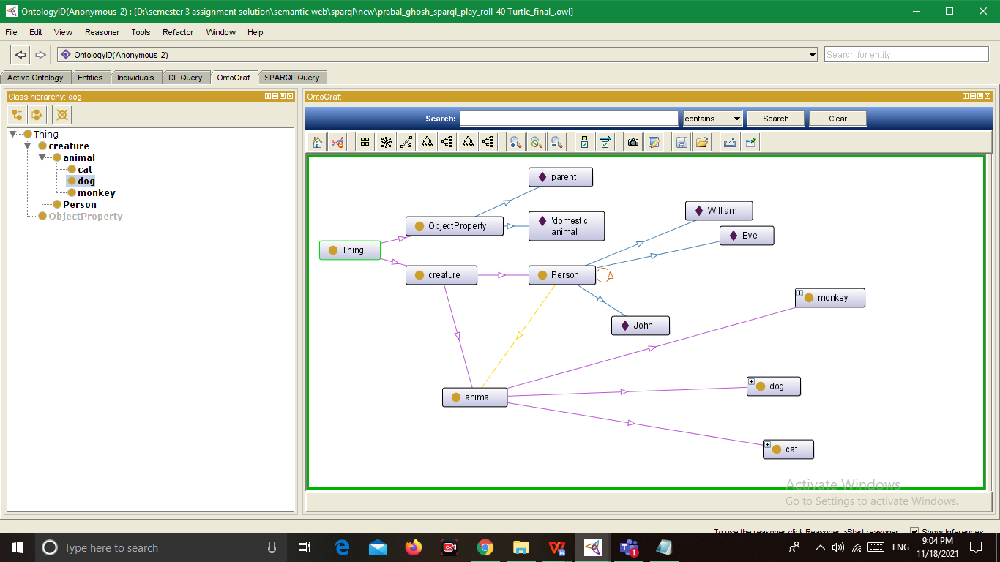 OntologyID(Anonymous-2) : [D:\semester 3 assignment solution\semantic web\sparql\new\prabal_ghosh_sparql_play_roll-40 Turtle_final_.owl]
File Edit View Reasoner Tools Refactor Window Help
OntologyID(Anonymous-2)
Search for entity
Active Ontology Entities Individuals DL Query OntoGraf SPARQL Query
Class hierarchy: dog
Thing
creature
animal
cat
dog
monkey
Person
ObjectProperty
OntoGraf:
Search: contains Search Clear
parent
William
ObjectProperty
'domestic
animal'
Eve
Thing
creature
Person
monkey
John
dog
animal
cat
Activate Windows
Go to Settings to activate Windows.
To use the reasoner click Reasoner->Start reasoner Show Inferences
Type here to search
1
ENG
9:04 PM
11/18/2021